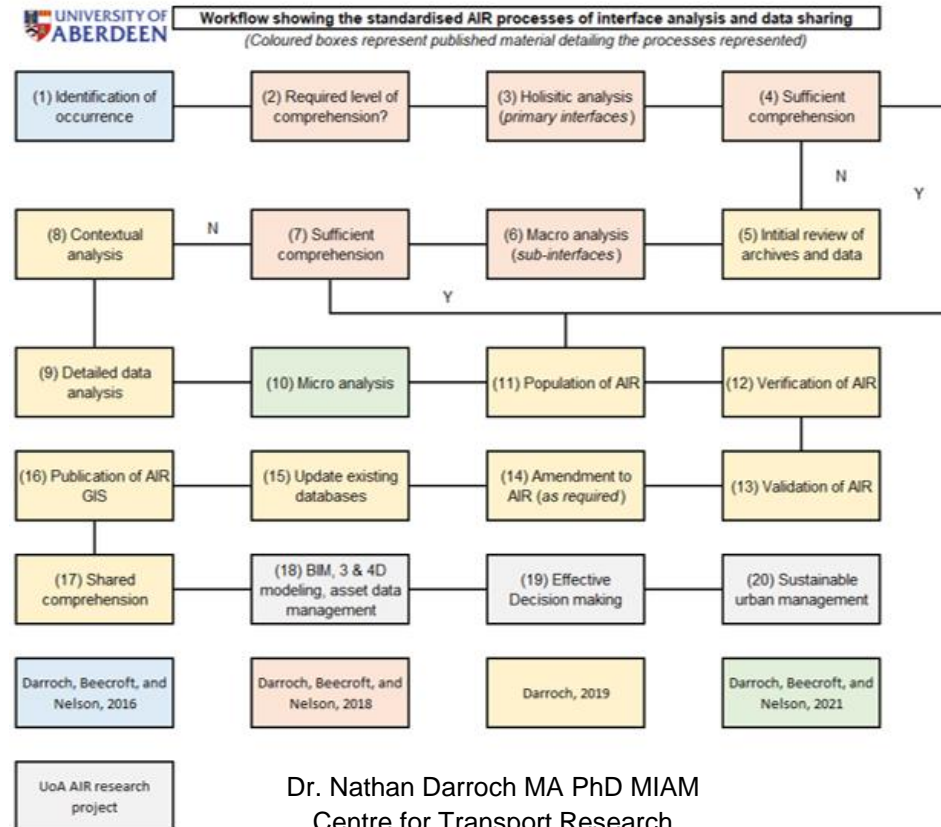 UNIVERSITY OF
ABERDEEN
Workflow showing the standardised AIR processes of interface analysis and data sharing
(Coloured boxes represent published material detailing the processes represented)
(1) Identification of
occurrence
(2) Required level of
comprehension?
(3) Holisitic analysis
(primary interfaces)
(4) Sufficient
comprehension
N
Y
(8) Contextual
analysis
N
(7) Sufficient
comprehension
(6) Macro analysis
(sub-interfaces)
(5) Intitial review of
archives and data
Y
(9) Detailed data
analysis
(10) Micro analysis
(11) Population of AIR
(12) Verification of AIR
(16) Publication of AIR
GIS
(15) Update existing
databases
(14) Amendment to
AIR (as required)
(13) Validation of AIR
(17) Shared
comprehension
(18) BIM, 3 & 4D
modeling, asset data
management
(19) Effective
Decision making
(20) Sustainable
urban management
Darroch, Beecroft, and
Nelson, 2016
Darroch, Beecroft, and
Nelson, 2018
Darroch, 2019
Darroch, Beecroft, and
Nelson, 2021
UoA AIR research
project
Dr. Nathan Darroch MA PhD MIAM
Centre for Transport Research